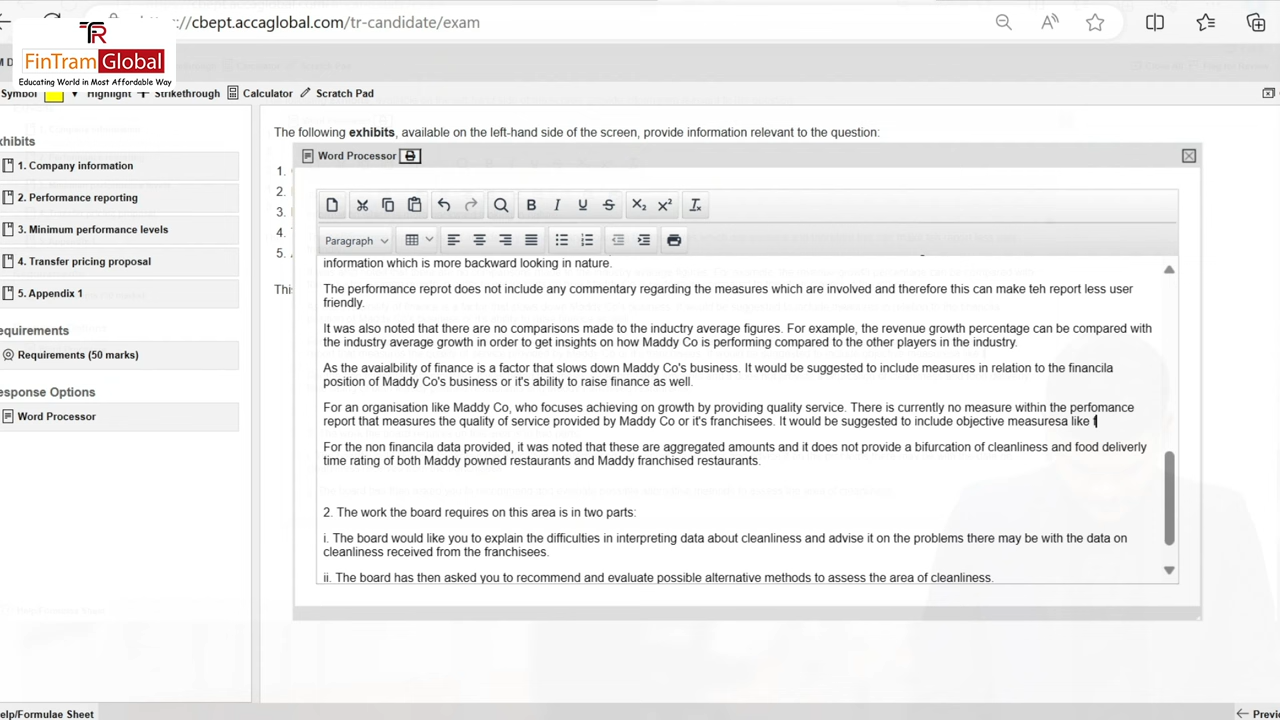 https://cbept.accaglobal.com/tr-candidate/exam
FR
FinTram Global
Educating World in Most Affordable Way
Symbol Highlight Strikethrough Calculator Scratch Pad
The following exhibits, available on the left-hand side of the screen, provide information relevant to the question:
xhibits
1. Company information
2. Performance reporting
3. Minimum performance levels
4. Transfer pricing proposal
5. Appendix 1
equirements
Requirements (50 marks)
esponse Options
Word Processor
1.
2.
3.
4.
5.
This
Word Processor
Paragraph
information which is more backward looking in nature.
The performance reprot does not include any commentary regarding the measures which are involved and therefore this can make teh report less user
friendly.
It was also noted that there are no comparisons made to the inductry average figures. For example, the revenue growth percentage can be compared with
the industry average growth in order to get insights on how Maddy Co is performing compared to the other players in the industry.
As the avaialbility of finance is a factor that slows down Maddy Co's business. It would be suggested to include measures in relation to the financila
position of Maddy Co's business or it's ability to raise finance as well.
For an organisation like Maddy Co, who focuses achieving on growth by providing quality service. There is currently no measure within the perfomance
report that measures the quality of service provided by Maddy Co or it's franchisees. It would be suggested to include objective measuresa like f
For the non financila data provided, it was noted that these are aggregated amounts and it does not provide a bifurcation of cleanliness and food deliverly
time rating of both Maddy powned restaurants and Maddy franchised restaurants.
2. The work the board requires on this area is in two parts:
i. The board would like you to explain the difficulties in interpreting data about cleanliness and advise it on the problems there may be with the data on
cleanliness received from the franchisees.
ii. The board has then asked you to recommend and evaluate possible alternative methods to assess the area of cleanliness.
elp/Formulae Sheet
Previo